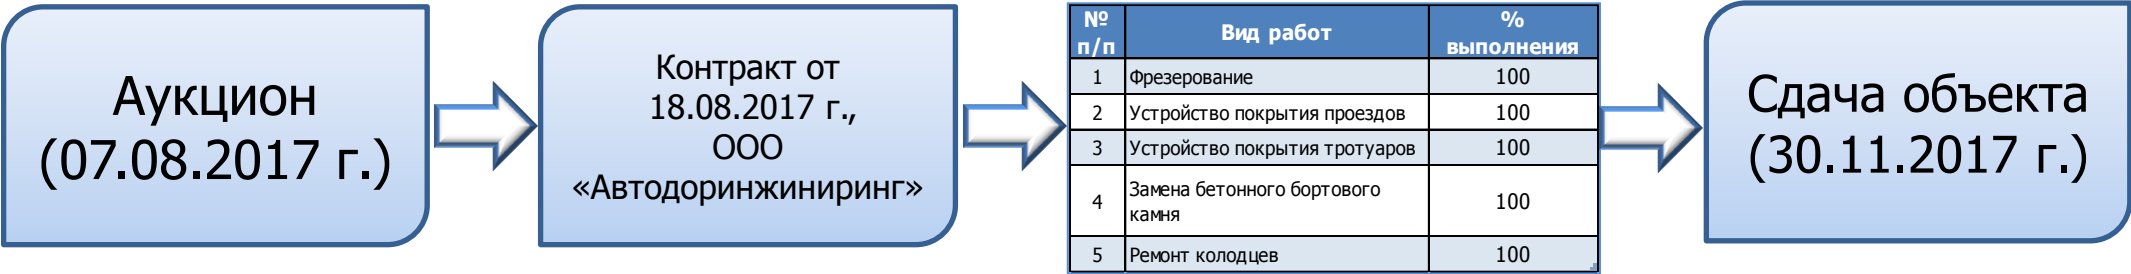 Аукцион
(07.08.2017 г.)
Контракт от
18.08.2017 г.,
ООО
«Автодоринжиниринг»
№ п/п Вид работ % выполнения
1 Фрезерование 100
2 Устройство покрытия проездов 100
3 Устройство покрытия тротуаров 100
4 Замена бетонного бортового камня 100
5 Ремонт колодцев 100
Сдача объекта
(30.11.2017 г.)